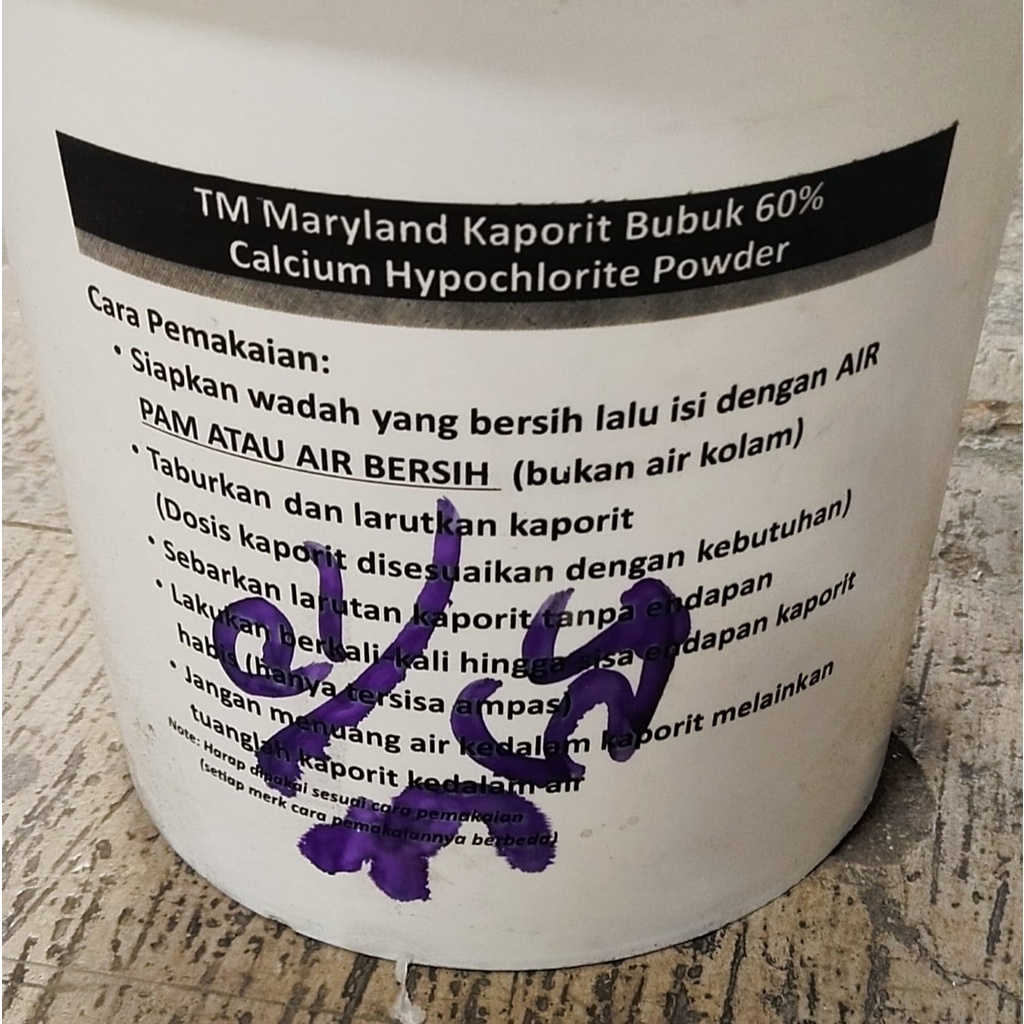 TM Maryland Kaporit Bubuk 60%
Calcium Hypochlorite Powder
Cara Pemakaian:
• Siapkan wadah yang bersih lalu isi dengan AIR
PAM ATAU AIR BERSIH (bukan air kolam)
• Taburkan dan larutkan kaporit
(Dosis kaporit disesuaikan dengan kebutuhan)
• Sebarkan larutan kaporit tanpa endapan
• Lakukan berkali-kali hingga sisa endapan kaporit
habis (hanya tersisa ampas)
• Jangan menuang air kedalam kaporit melainkan
tuanglah kaporit kedalam air
Note: Harap dipakai sesuai cara pemakaian
(setiap merk cara pemakaiannya berbeda)